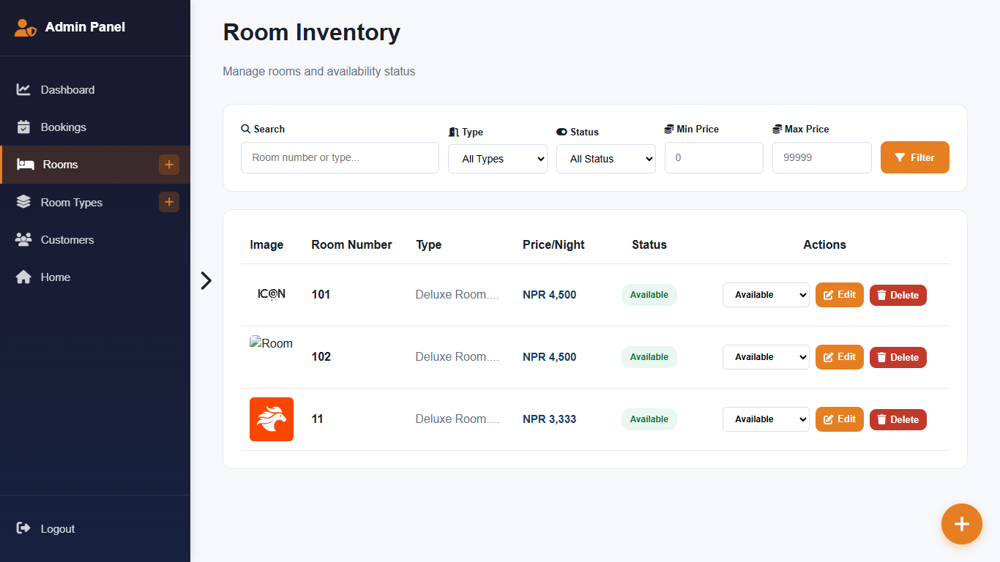 Admin Panel
Dashboard
Bookings
Rooms +
Room Types +
Customers
Home
Logout
Room Inventory
Manage rooms and availability status
Search
Room number or type...
Type
All Types
Status
All Status
Min Price
0
Max Price
99999
Filter
Image Room Number Type Price/Night Status Actions
ICON 101 Deluxe Room.... NPR 4,500 Available Available Edit Delete
Room 102 Deluxe Room.... NPR 4,500 Available Available Edit Delete
11 Deluxe Room.... NPR 3,333 Available Available Edit Delete
+